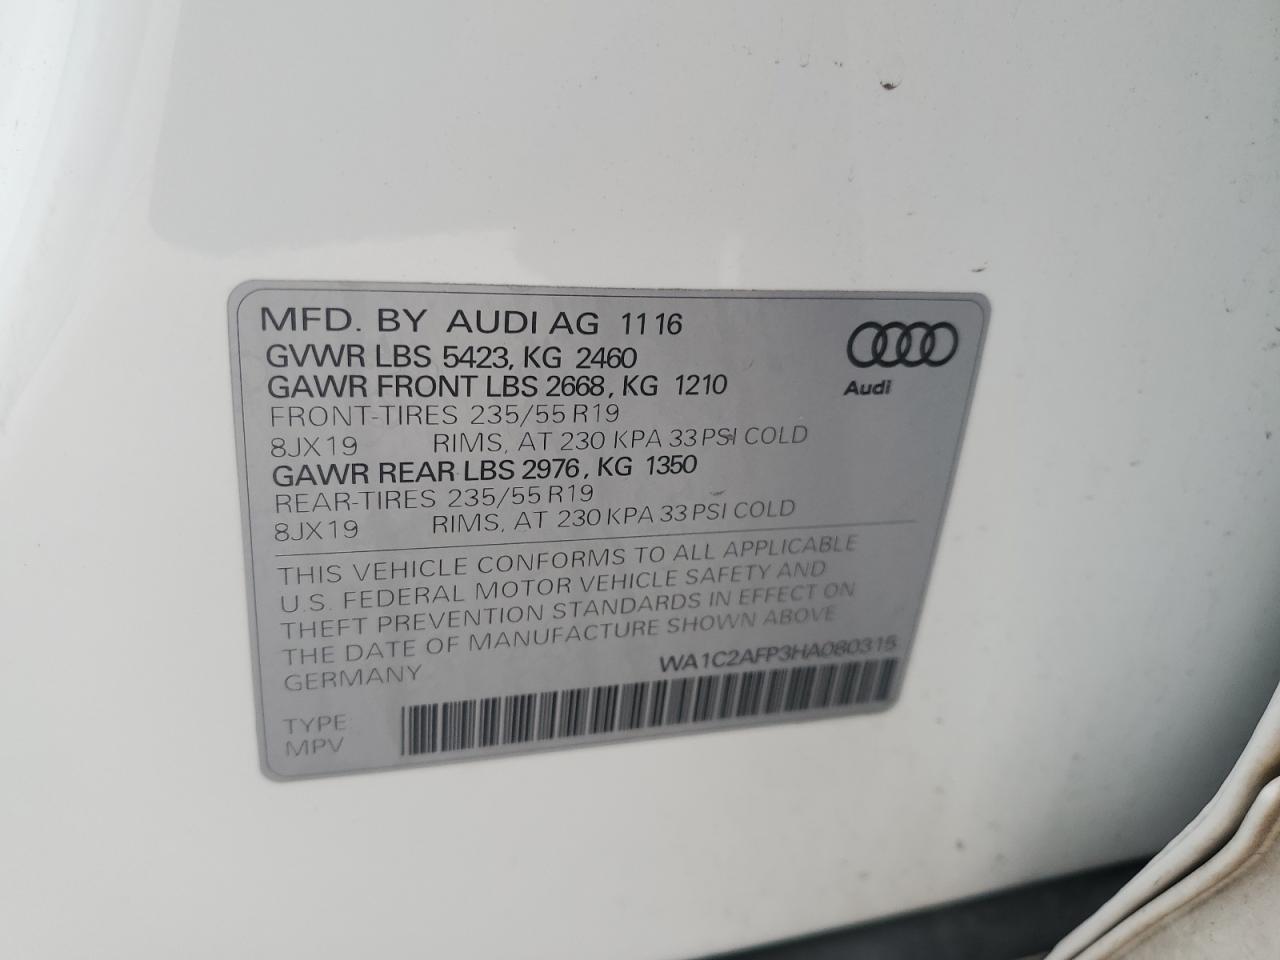 MFD. BY AUDI AG 11 16
GVWR LBS 5423, KG 2460
GAWR FRONT LBS 2668, KG 1210
FRONT-TIRES 235/55 R19
8JX19 RIMS, AT 230 KPA 33 PSI COLD
GAWR REAR LBS 2976, KG 1350
REAR-TIRES 235/55 R19
8JX19 RIMS, AT 230 KPA 33 PSI COLD
Audi
THIS VEHICLE CONFORMS TO ALL APPLICABLE
U.S. FEDERAL MOTOR VEHICLE SAFETY AND
THEFT PREVENTION STANDARDS IN EFFECT ON
THE DATE OF MANUFACTURE SHOWN ABOVE
GERMANY
WA1C2AFP3HA080315
TYPE:
MPV